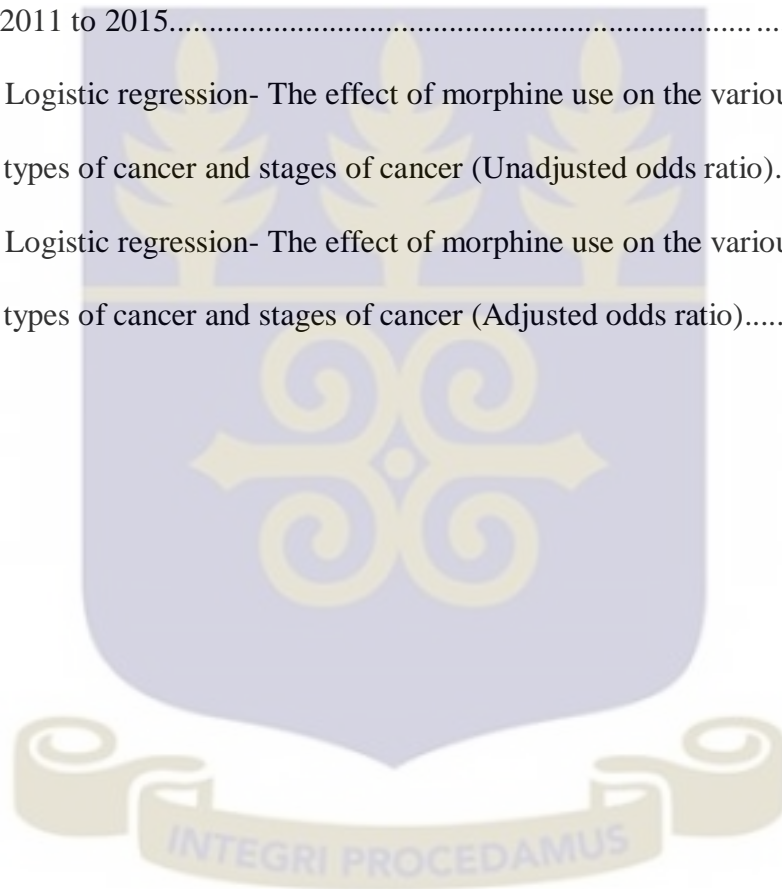 2011 to 2015..............................................................................
Logistic regression- The effect of morphine use on the
types of cancer and stages of cancer (Unadjusted odds ratio).
Logistic regression- The effect of morphine use on the
types of cancer and stages of cancer (Adjusted odds ratio).....
INTEGRI PROCEDAMUS